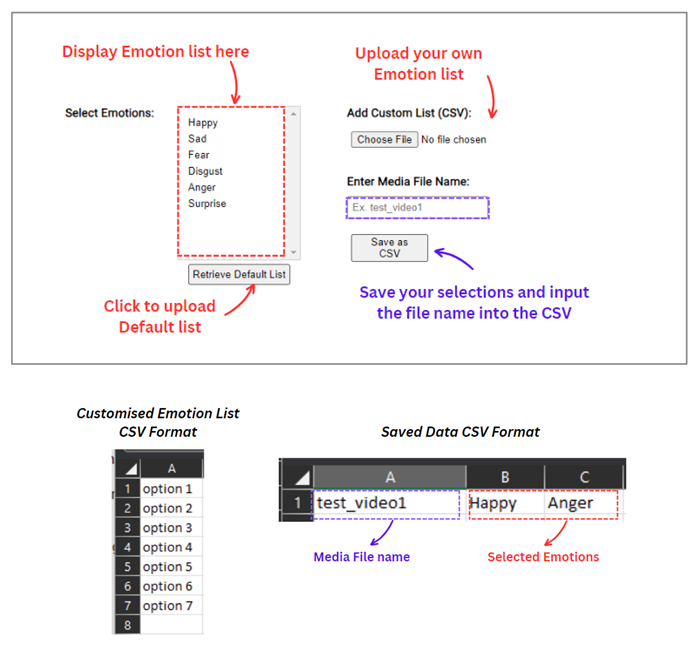 Display Emotion list here
Upload your own
Emotion list
Select Emotions:
Happy
Sad
Fear
Disgust
Anger
Surprise
Retrieve Default List
Click to upload
Default list
Add Custom List (CSV):
Choose File No file chosen
Enter Media File Name:
Ex. test_video1
Save as
CSV
Save your selections and input
the file name into the CSV
Customised Emotion List
CSV Format
A
1 option 1
2 option 2
3 option 3
4 option 4
5 option 5
6 option 6
7 option 7
8
Saved Data CSV Format
A B C
1 test_video1 Happy Anger
Media File name
Selected Emotions